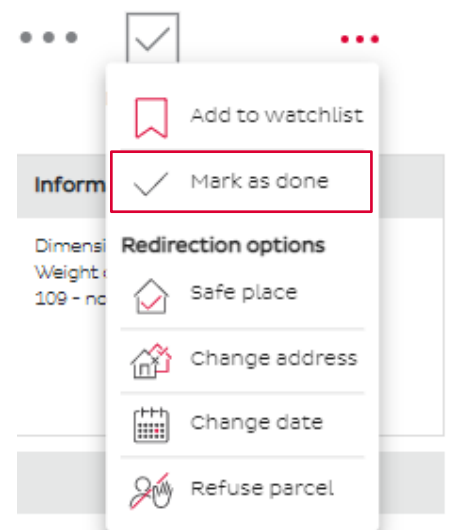 Add to watchlist
Inform
Mark as done
Dimensi
Redirection options
Weight
109 - no
Safe place
Change address
Change date
Refuse parcel